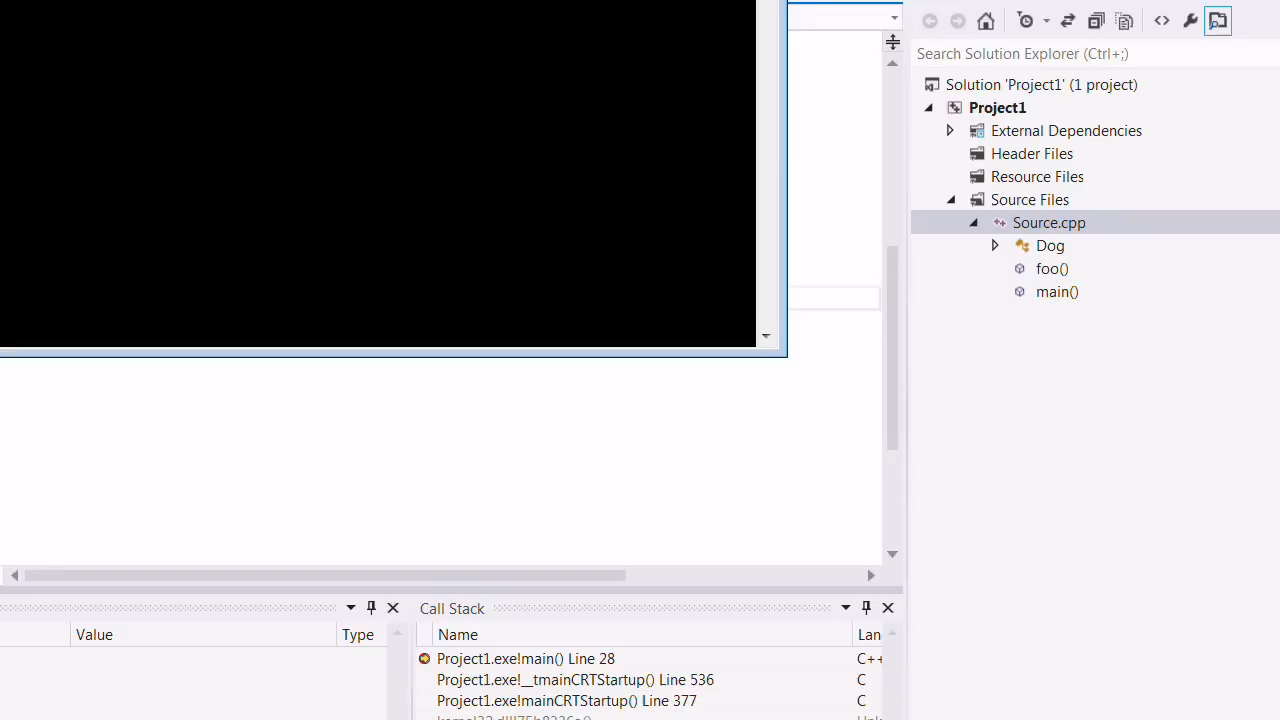 Search Solution Explorer (Ctrl+;)
Solution 'Project1' (1 project)
Project1
External Dependencies
Header Files
Resource Files
Source Files
Source.cpp
Dog
foo()
main()
Call Stack
Value Type Name Lan
Project1.exe!main() Line 28 C++
Project1.exe!__tmainCRTStartup() Line 536 C
Project1.exe!mainCRTStartup() Line 377 C